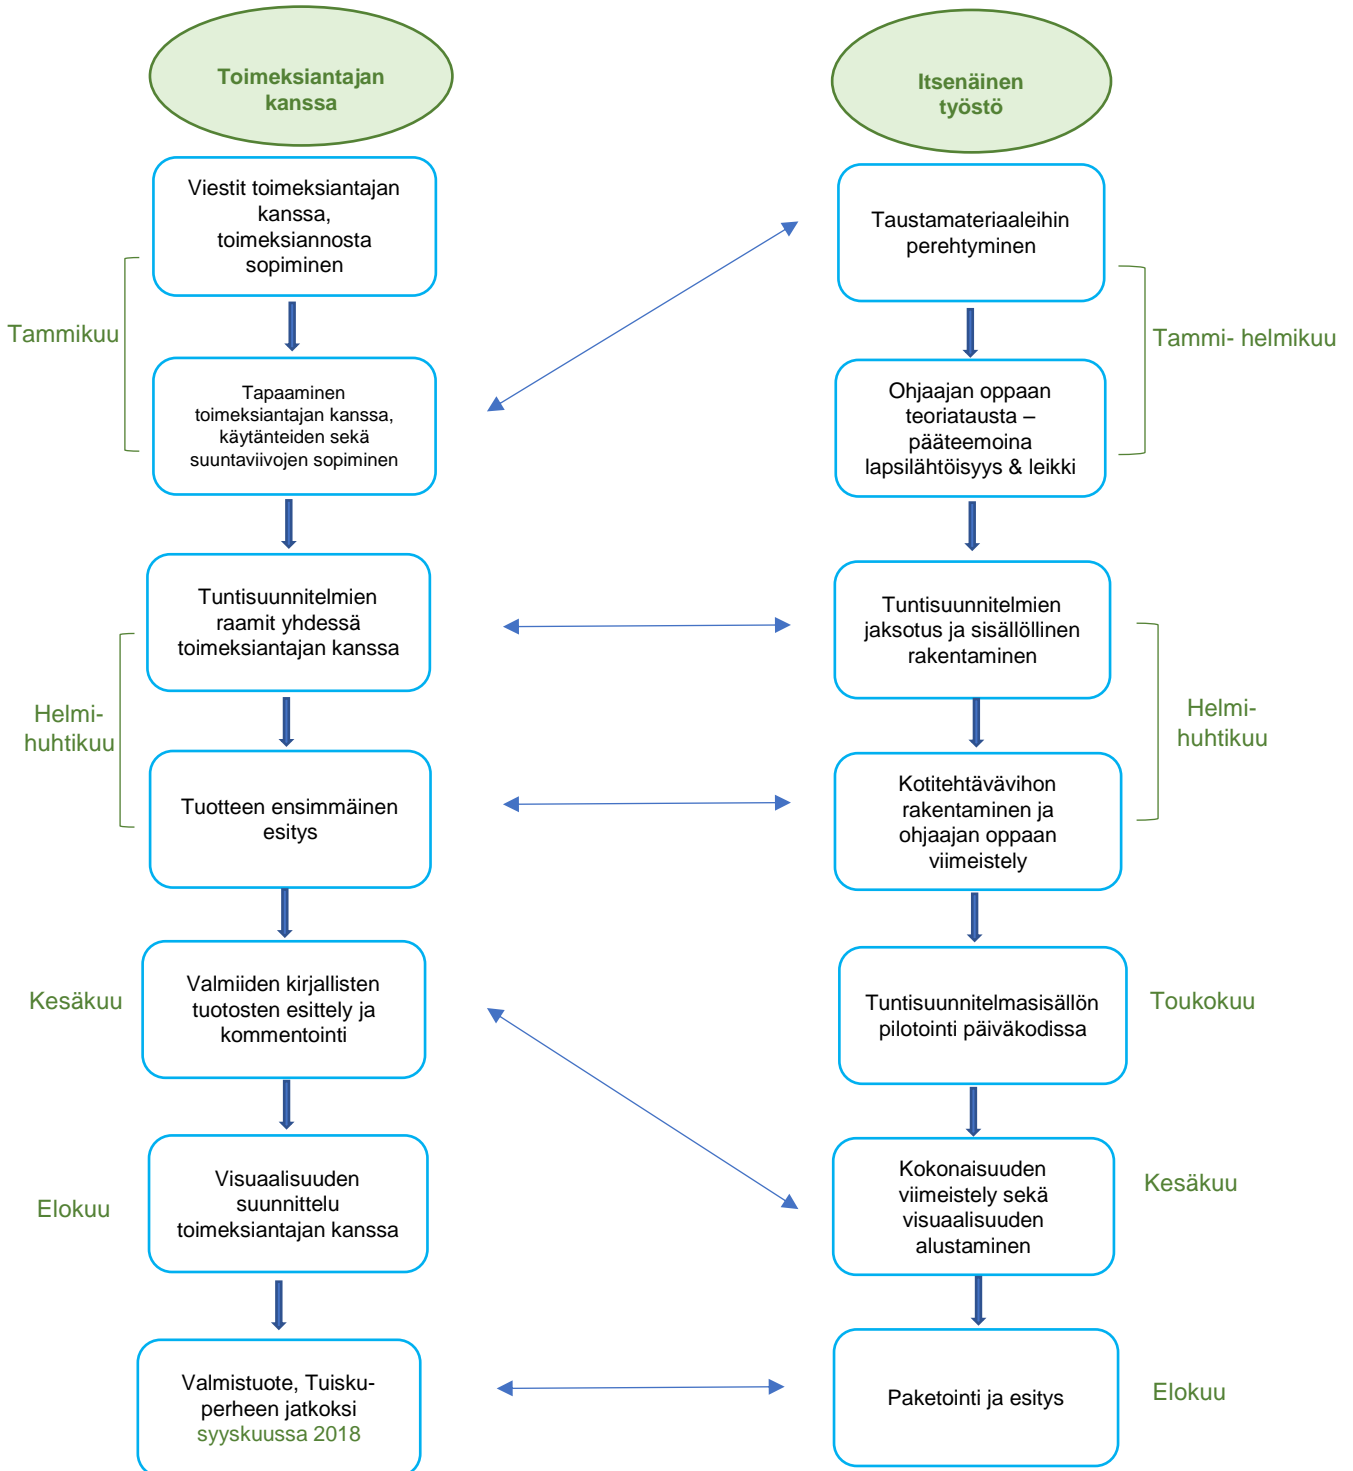 Toimeksiantajan
kanssa
Itsenäinen
työstö
Viestit toimeksiantajan
kanssa,
toimeksiannosta
sopiminen
Taustamateriaaleihin
perehtyminen
Tammikuu
Tammi- helmikuu
Tapaaminen
toimeksiantajan kanssa,
käytänteiden sekä
suuntaviivojen sopiminen
Ohjaajan oppaan
teoriatausta –
pääteemoina
lapsilähtöisyys & leikki
Tuntisuunnitelmien
raamit yhdessä
toimeksiantajan kanssa
Tuntisuunnitelmien
jaksotus ja sisällöllinen
rakentaminen
Helmi-
huhtikuu
Helmi-
huhtikuu
Tuotteen ensimmäinen
esitys
Kotitehtävävihon
rakentaminen ja
ohjaajan oppaan
viimeistely
Kesäkuu
Valmiiden kirjallisten
tuotosten esittely ja
kommentointi
Tuntisuunnitelmasisällön
pilotointi päiväkodissa
Toukokuu
Elokuu
Visuaalisuuden
suunnittelu
toimeksiantajan kanssa
Kokonaisuuden
viimeistely sekä
visuaalisuuden
alustaminen
Kesäkuu
Valmistuote, Tuisku-
perheen jatkoksi
syyskuussa 2018
Paketointi ja esitys
Elokuu